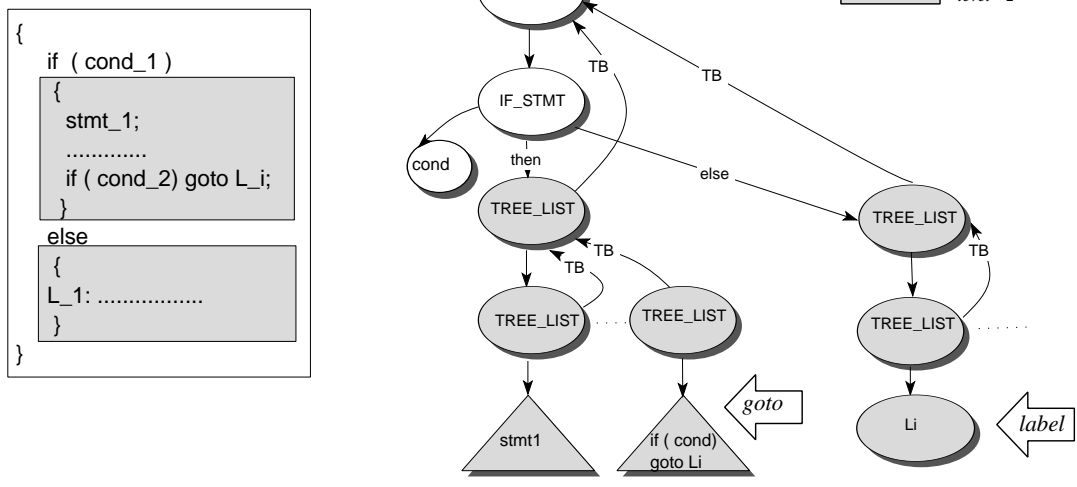 {
if ( cond_1 )
{
stmt_1;
.............
if ( cond_2) goto L_i;
}
else
{
L_1: .................
}
}
TB
TB
IF_STMT
cond
then
else
TREE_LIST
TREE_LIST
TB
TB
TB
TREE_LIST
TREE_LIST
TREE_LIST
stmt1
if ( cond)
goto Li
goto
Li
label